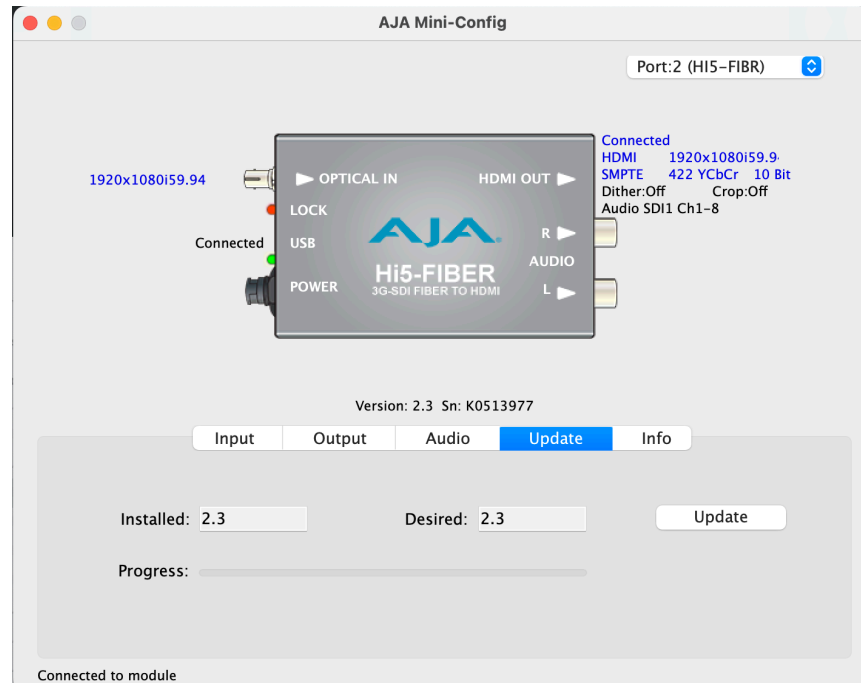 AJA Mini-Config
Port:2 (HI5-FIBR)
Connected
HDMI 1920x1080i59.9
SMPTE 422 YCbCr 10 Bit
Dither:Off Crop:Off
Audio SDI1 Ch1-8
1920x1080i59.94
OPTICAL IN
HDMI OUT
LOCK
Connected
USB
AJA
R
AUDIO
Hi5-FIBER
POWER
3G-SDI FIBER TO HDMI
L
Version: 2.3 Sn: K0513977
Input Output Audio Update Info
Installed: 2.3 Desired: 2.3 Update
Progress:
Connected to module